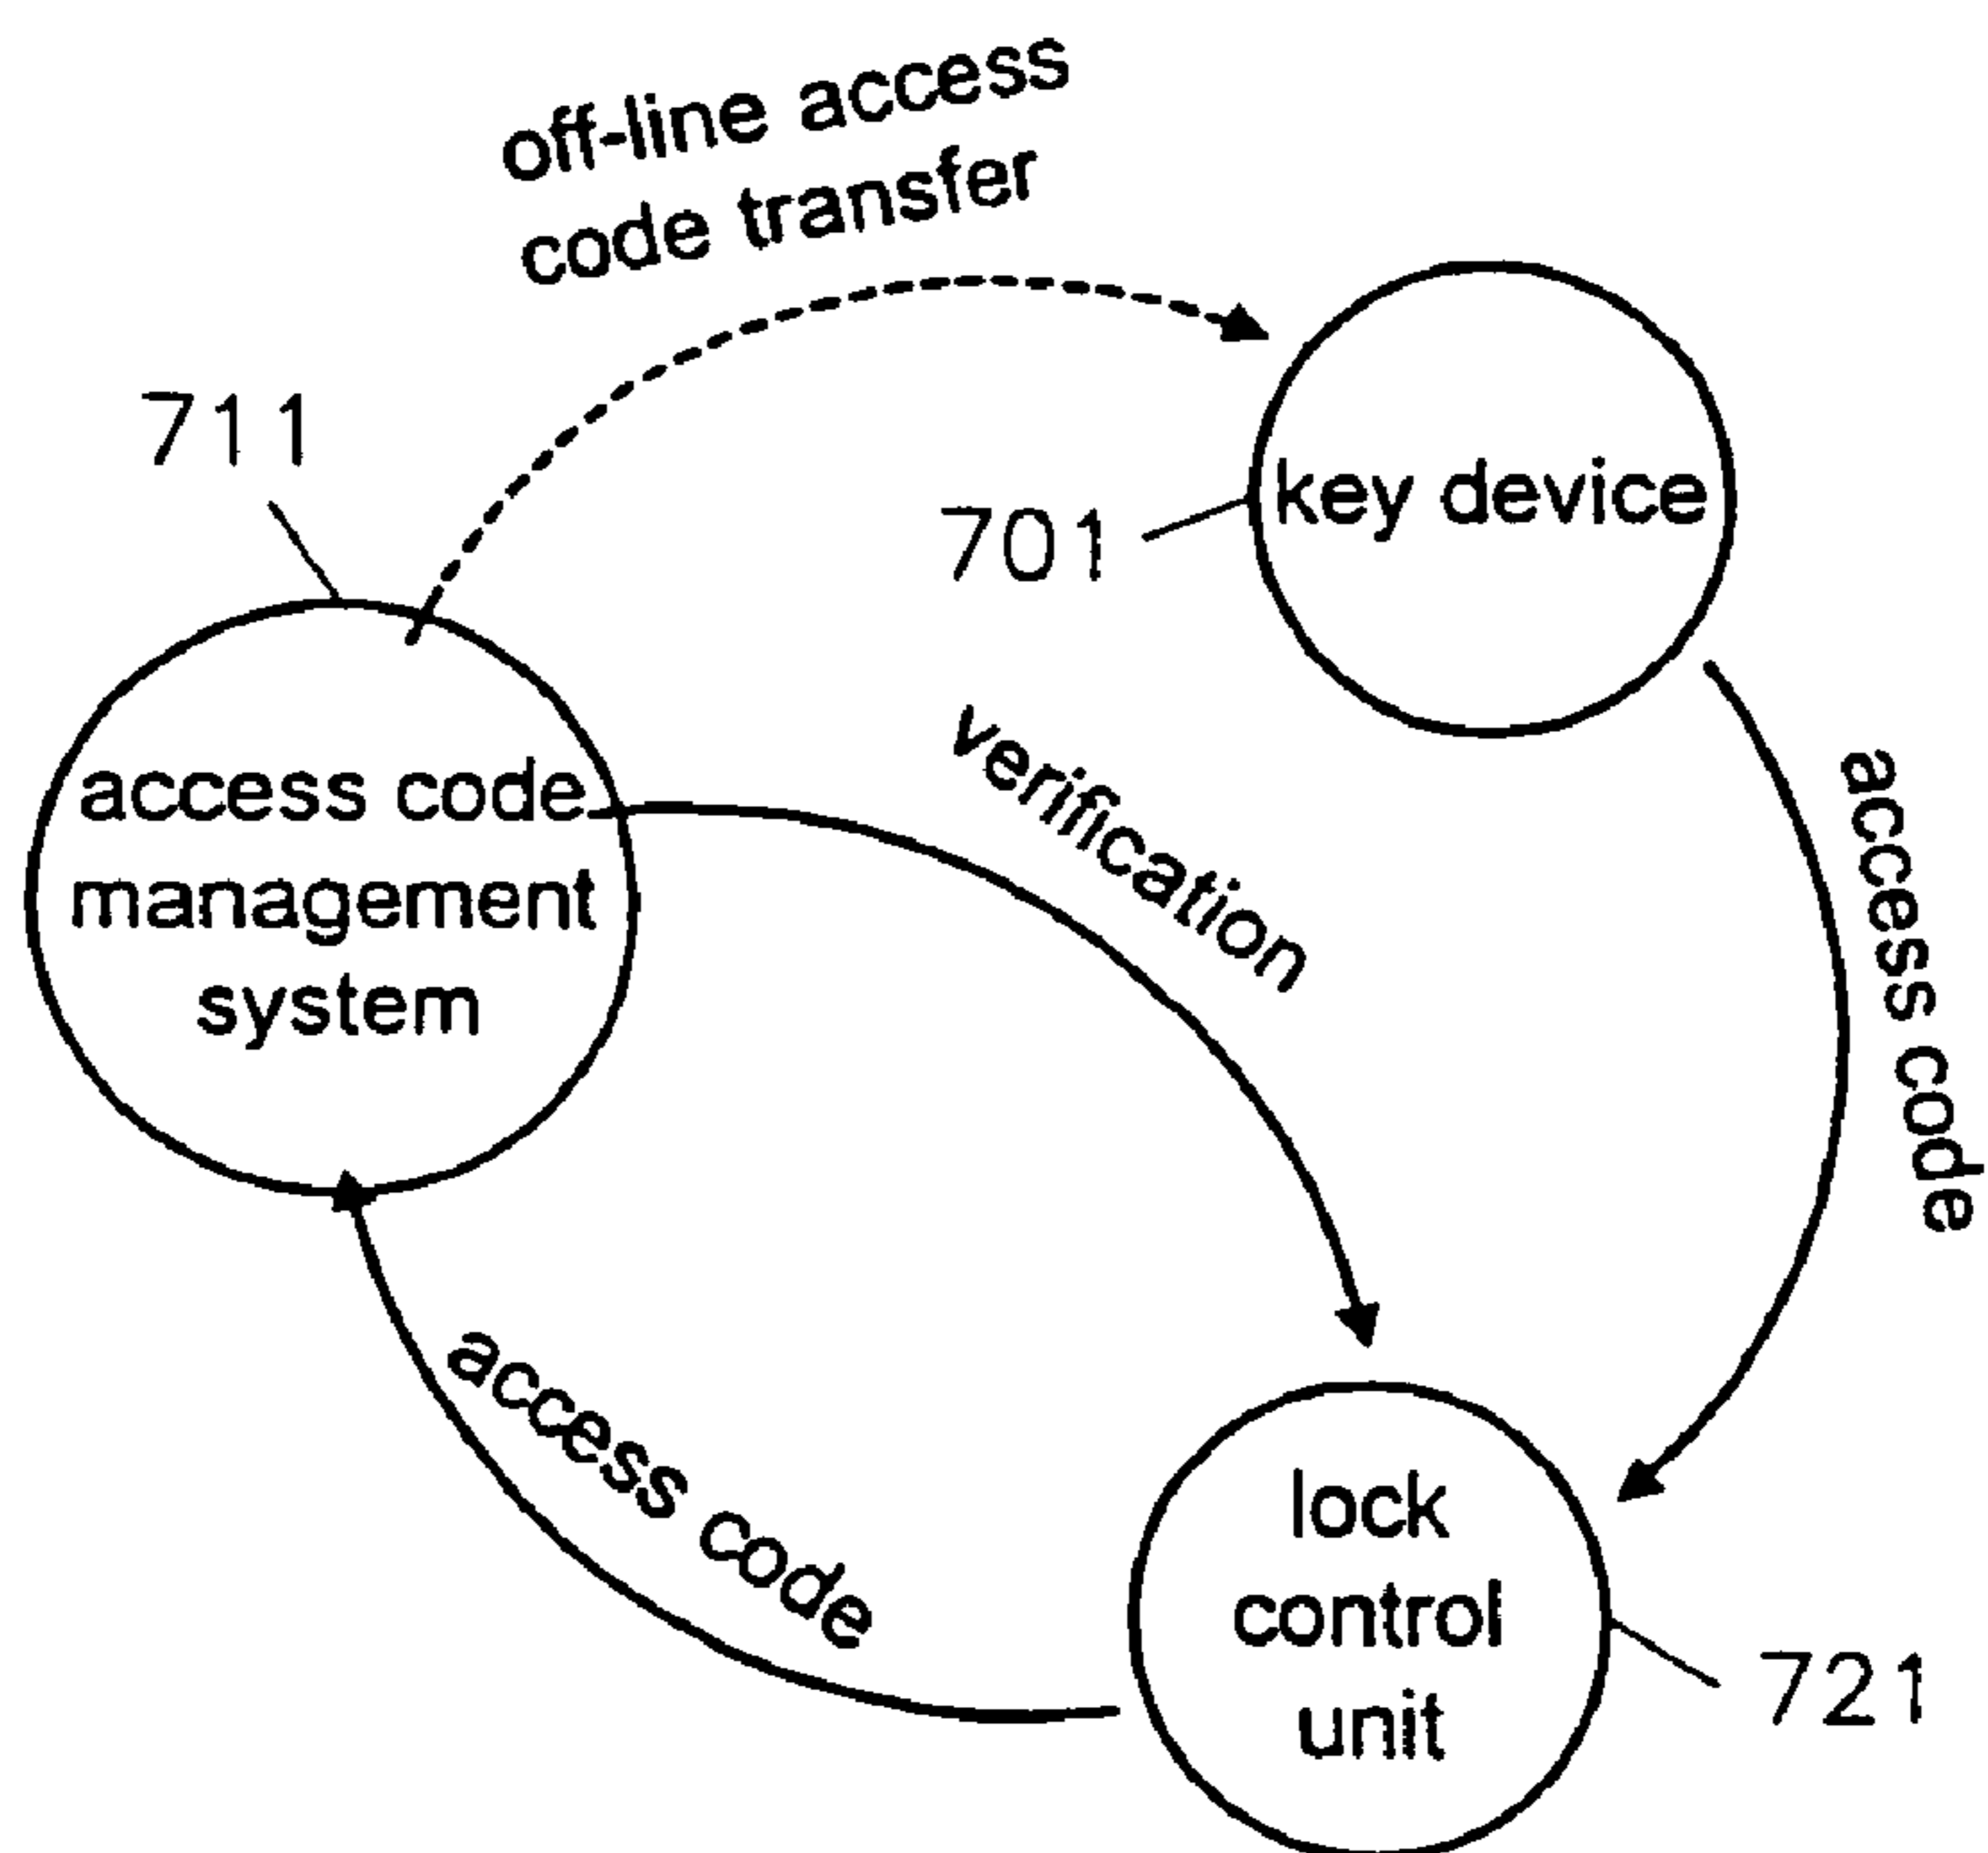 off-line access
code transfer
711
701
key device
verification
access code
access code
management
system
access code
lock
control
unit
721